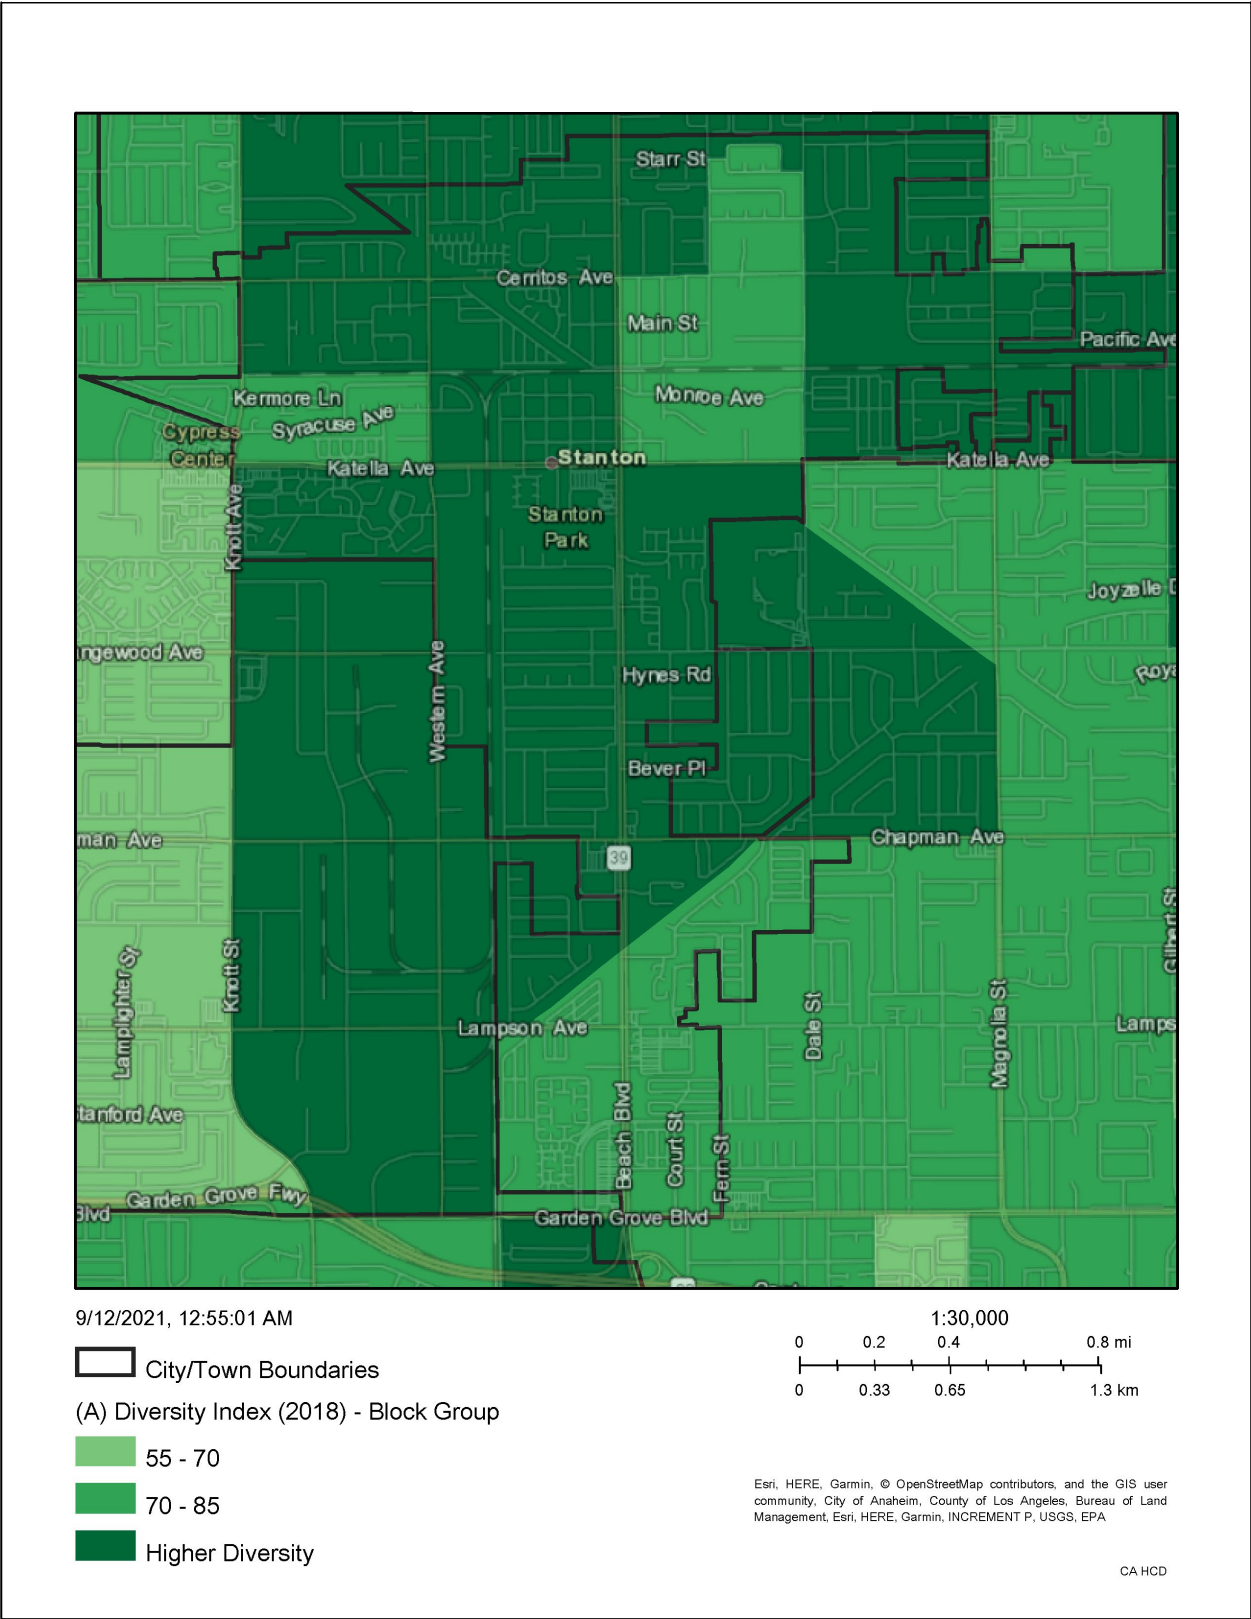 Starr St
Cerritos Ave
Main St
Pacific Ave
Kermore Ln
Monroe Ave
Syracuse Ave
Cypress
Center
Stanton
Katella Ave
Katella Ave
Knott Ave
Stanton
Park
Joyzelle D
ngewood Ave
Western Ave
Hynes Rd
Roya
Bever Pl
man Ave
39
Chapman Ave
Gilbert St
Lamplighter St
Knott St
Lampson Ave
Dale St
Magnolia St
Lamps
tanford Ave
Beach Blvd
Court St
Fern St
Garden Grove Fwy
Blvd
Garden Grove Blvd
9/12/2021, 12:55:01 AM
City/Town Boundaries
(A) Diversity Index (2018) - Block Group
55 - 70
70 - 85
Higher Diversity
1:30,000
0 0.2 0.4 0.8 mi
0 0.33 0.65 1.3 km
Esri, HERE, Garmin, © OpenStreetMap contributors, and the GIS user
community, City of Anaheim, County of Los Angeles, Bureau of Land
Management, Esri, HERE, Garmin, INCREMENT P, USGS, EPA
CA HCD